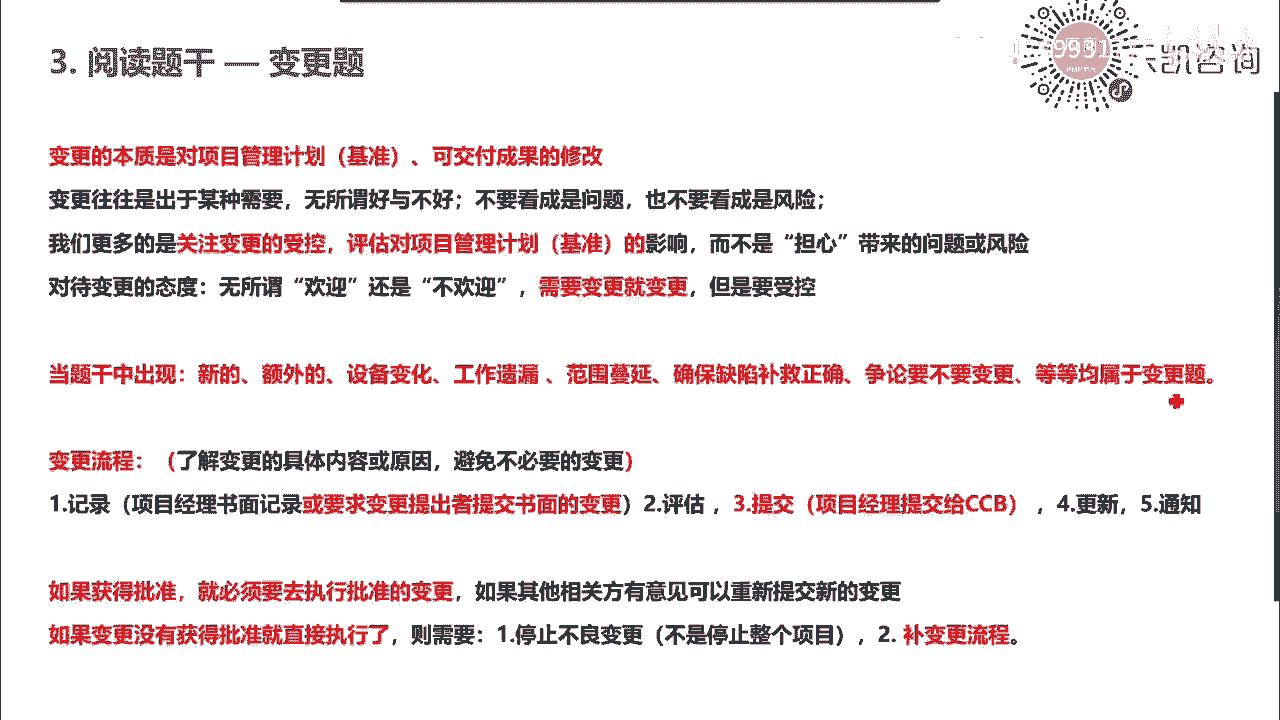 3. 阅读题干 — 变更题
9991
凯咨询
变更的本质是对项目管理计划（基准）、可交付成果的修改
变更往往是出于某种需要，无所谓好与不好；不要看成是问题，也不要看成是风险；
我们更多的是关注变更的受控，评估对项目管理计划（基准）的影响，而不是“担心”带来的问题或风险
对待变更的态度：无所谓“欢迎”还是“不欢迎”，需要变更就变更，但是要受控
当题干中出现：新的、额外的、设备变化、工作遗漏 、范围蔓延、确保缺陷补救正确、争论要不要变更、等等均属于变更题。
变更流程：（了解变更的具体内容或原因，避免不必要的变更）
1.记录（项目经理书面记录或要求变更提出者提交书面的变更）2.评估 ，3.提交（项目经理提交给CCB） ，4.更新，5.通知
如果获得批准，就必须要去执行批准的变更，如果其他相关方有意见可以重新提交新的变更
如果变更没有获得批准就直接执行了，则需要：1.停止不良变更（不是停止整个项目），2. 补变更流程。